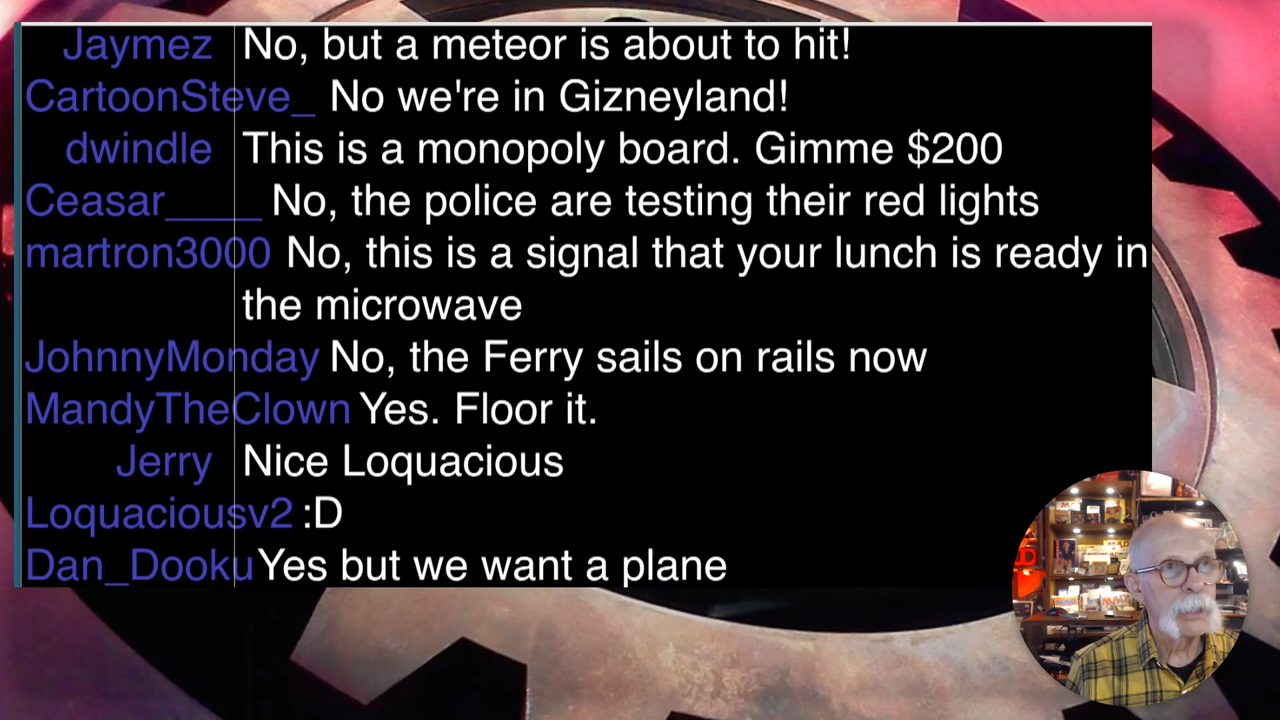 Jaymez No, but a meteor is about to hit!
CartoonSteve_ No we're in Gizneyland!
dwindle This is a monopoly board. Gimme $200
Ceasar____ No, the police are testing their red lights
martron3000 No, this is a signal that your lunch is ready in
the microwave
JohnnyMonday No, the Ferry sails on rails now
MandyTheClown Yes. Floor it.
Jerry Nice Loquacious
Loquaciousv2 :D
Dan_Dooku Yes but we want a plane